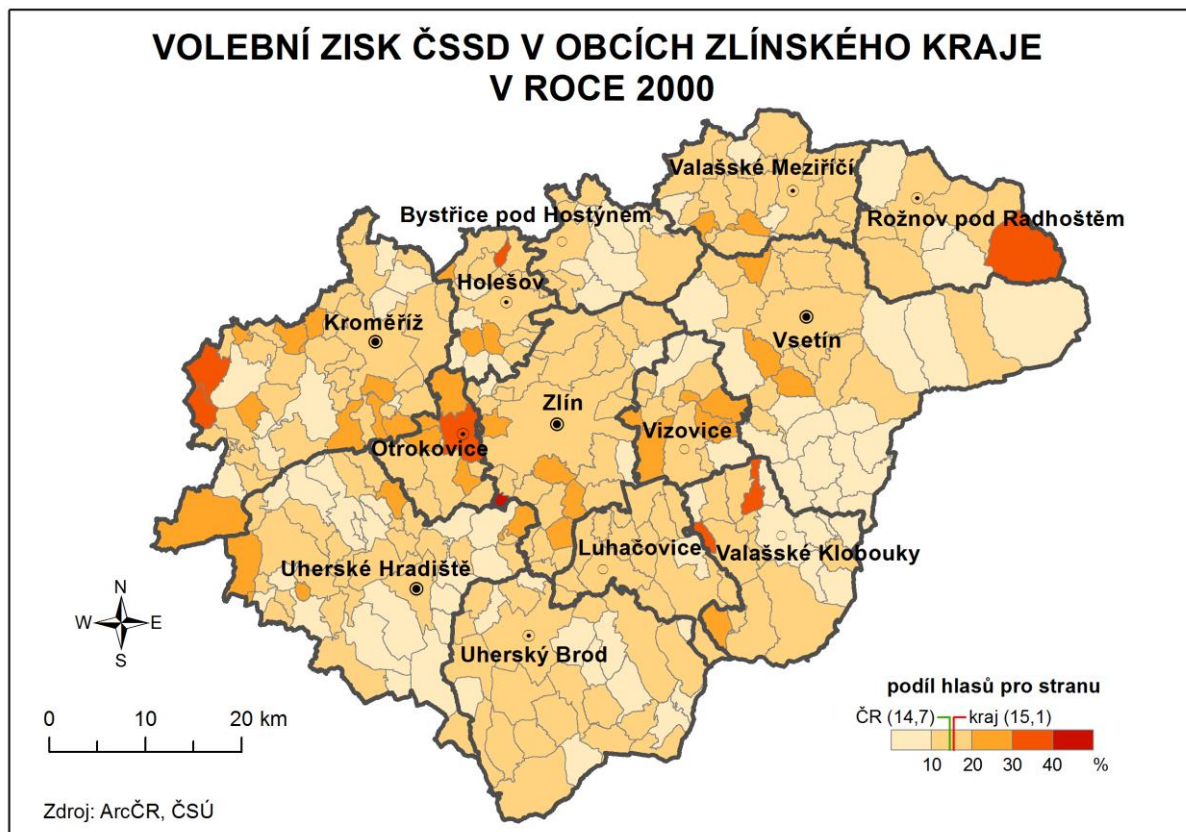 VOLEBNÍ ZISK ČSSD V OBCÍCH ZLÍNSKÉHO KRAJE
V ROCE 2000
Valašské Meziříčí
Bystřice pod Hostýnem
Rožnov pod Radhoštěm
Holešov
Kroměříž
Vsetín
Zlín
Vizovice
Otrokovice
Luhačovice
Valašské Klobouky
Uherské Hradiště
Uherský Brod
N
W E
S
0 10 20 km
podíl hlasů pro stranu
ČR (14,7) kraj (15,1)
10 20 30 40 %
Zdroj: ArcČR, ČSÚ